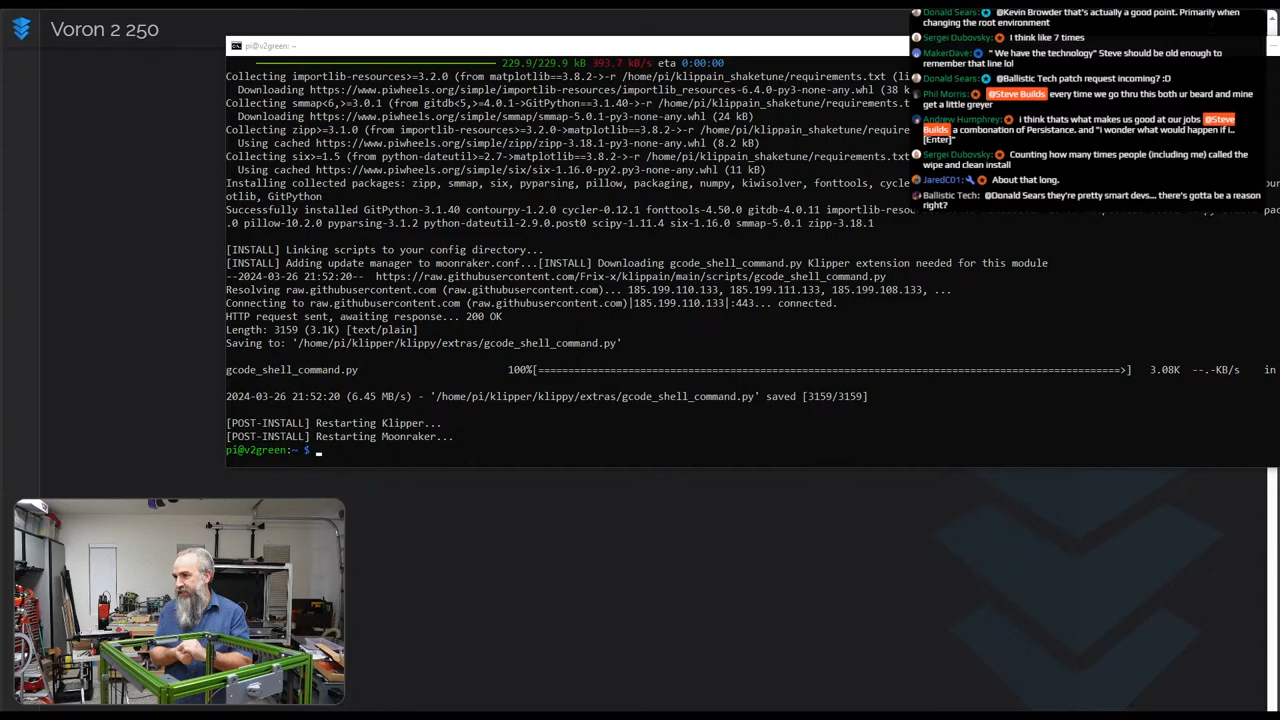 Voron 2 250
pi@v2green: ~
229.9/229.9 kB 393.7 kB/s eta 0:00:00
Collecting importlib-resources>=3.2.0 (from matplotlib==3.8.2->-r /home/pi/klippain_shaketune/requirements.txt (li
Downloading https://www.piwheels.org/simple/importlib-resources/importlib_resources-6.4.0-py3-none-any.whl (38 k
Collecting smmap<6,>=3.0.1 (from gitdb<5,>=4.0.1->GitPython==3.1.40->-r /home/pi/klippain_shaketune/requirements.
Downloading https://www.piwheels.org/simple/smmap/smmap-5.0.1-py3-none-any.whl (24 kB)
Collecting zipp>=3.1.0 (from importlib-resources>=3.2.0->matplotlib==3.8.2->-r /home/pi/klippain_shaketune/require
Using cached https://www.piwheels.org/simple/zipp/zipp-3.18.1-py3-none-any.whl (8.2 kB)
Collecting six>=1.5 (from python-dateutil>=2.7->matplotlib==3.8.2->-r /home/pi/klippain_shaketune/requirements.txt
Using cached https://www.piwheels.org/simple/six/six-1.16.0-py2.py3-none-any.whl (11 kB)
Installing collected packages: zipp, smmap, six, pyparsing, pillow, packaging, numpy, kiwisolver, fonttools, cycle
otlib, GitPython
Successfully installed GitPython-3.1.40 contourpy-1.2.0 cycler-0.12.1 fonttools-4.50.0 gitdb-4.0.11 importlib-reso
.0 pillow-10.2.0 pyparsing-3.1.2 python-dateutil-2.9.0.post0 scipy-1.11.4 six-1.16.0 smmap-5.0.1 zipp-3.18.1
[INSTALL] Linking scripts to your config directory...
[INSTALL] Adding update manager to moonraker.conf...[INSTALL] Downloading gcode_shell_command.py Klipper extension needed for this module
--2024-03-26 21:52:20-- https://raw.githubusercontent.com/Frix-x/klippain/main/scripts/gcode_shell_command.py
Resolving raw.githubusercontent.com (raw.githubusercontent.com)... 185.199.110.133, 185.199.111.133, 185.199.108.133, ...
Connecting to raw.githubusercontent.com (raw.githubusercontent.com)|185.199.110.133|:443... connected.
HTTP request sent, awaiting response... 200 OK
Length: 3159 (3.1K) [text/plain]
Saving to: '/home/pi/klipper/klippy/extras/gcode_shell_command.py'
gcode_shell_command.py 100%[==================================================================================>] 3.08K --.-KB/s in
2024-03-26 21:52:20 (6.45 MB/s) - '/home/pi/klipper/klippy/extras/gcode_shell_command.py' saved [3159/3159]
[POST-INSTALL] Restarting Klipper...
[POST-INSTALL] Restarting Moonraker...
pi@v2green:~ $
Donald Sears: @Kevin Browder that's actually a good point. Primarily when
changing the root environment
Sergei Dubovsky: I think like 7 times
MakerDave: " We have the technology" Steve should be old enough to
remember that line lol
Donald Sears: @Ballistic Tech patch request incoming? :D
Phil Morris: @Steve Builds every time we go thru this both ur beard and mine
get a little greyer
Andrew Humphrey: i think thats what makes us good at our jobs @Steve
Builds a combonation of Persistance. and "i wonder what would happen if i..
[Enter]"
Sergei Dubovsky: Counting how many times people (including me) called the
wipe and clean install
JaredC01: About that long.
Ballistic Tech: @Donald Sears they're pretty smart devs.... there's gotta be a reason
right?